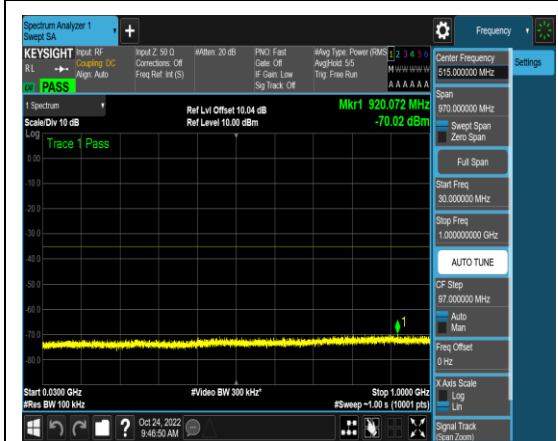 Spectrum Analyzer 1
Swept SA
+
Frequency
KEYSIGHT
RL
PASS
Input: RF
Coupling: DC
Align: Auto
Input Z: 50 Ω
Corrections: Off
Freq Ref: Int (S)
#Atten: 20 dB
PNO: Fast
Gate: Off
IF Gain: Low
Sig Track: Off
#Avg Type: Power (RMS
Avg|Hold: 5/5
Trig: Free Run
1 2 3 4 5 6
M W W W W W
A A A A A A
Center Frequency
515.000000 MHz
Settings
Span
970.000000 MHz
Swept Span
Zero Span
Full Span
Start Freq
30.000000 MHz
Stop Freq
1.000000000 GHz
AUTO TUNE
CF Step
97.000000 MHz
Auto
Man
Freq Offset
0 Hz
X Axis Scale
Log
Lin
Signal Track
(Span Zoom)
1 Spectrum
Scale/Div 10 dB
Log
Ref Lvl Offset 10.04 dB
Ref Level 10.00 dBm
Mkr1 920.072 MHz
-70.02 dBm
Trace 1 Pass
0.00
-10.0
-20.0
-30.0
-40.0
-50.0
-60.0
-70.0
-80.0
1
Start 0.0300 GHz
#Res BW 100 kHz
#Video BW 300 kHz*
Stop 1.0000 GHz
#Sweep ~1.00 s (10001 pts)
?
Oct 24, 2022
9:46:50 AM